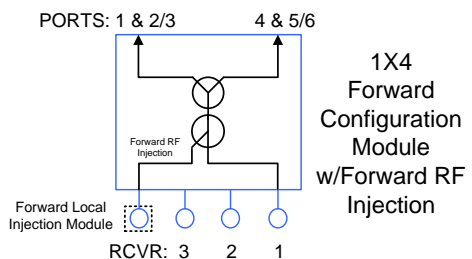 PORTS: 1 & 2/3
4 & 5/6
1X4
Forward
Configuration
Module
w/Forward RF
Injection
Forward RF
Injection
Forward Local
Injection Module
RCVR: 3 2 1